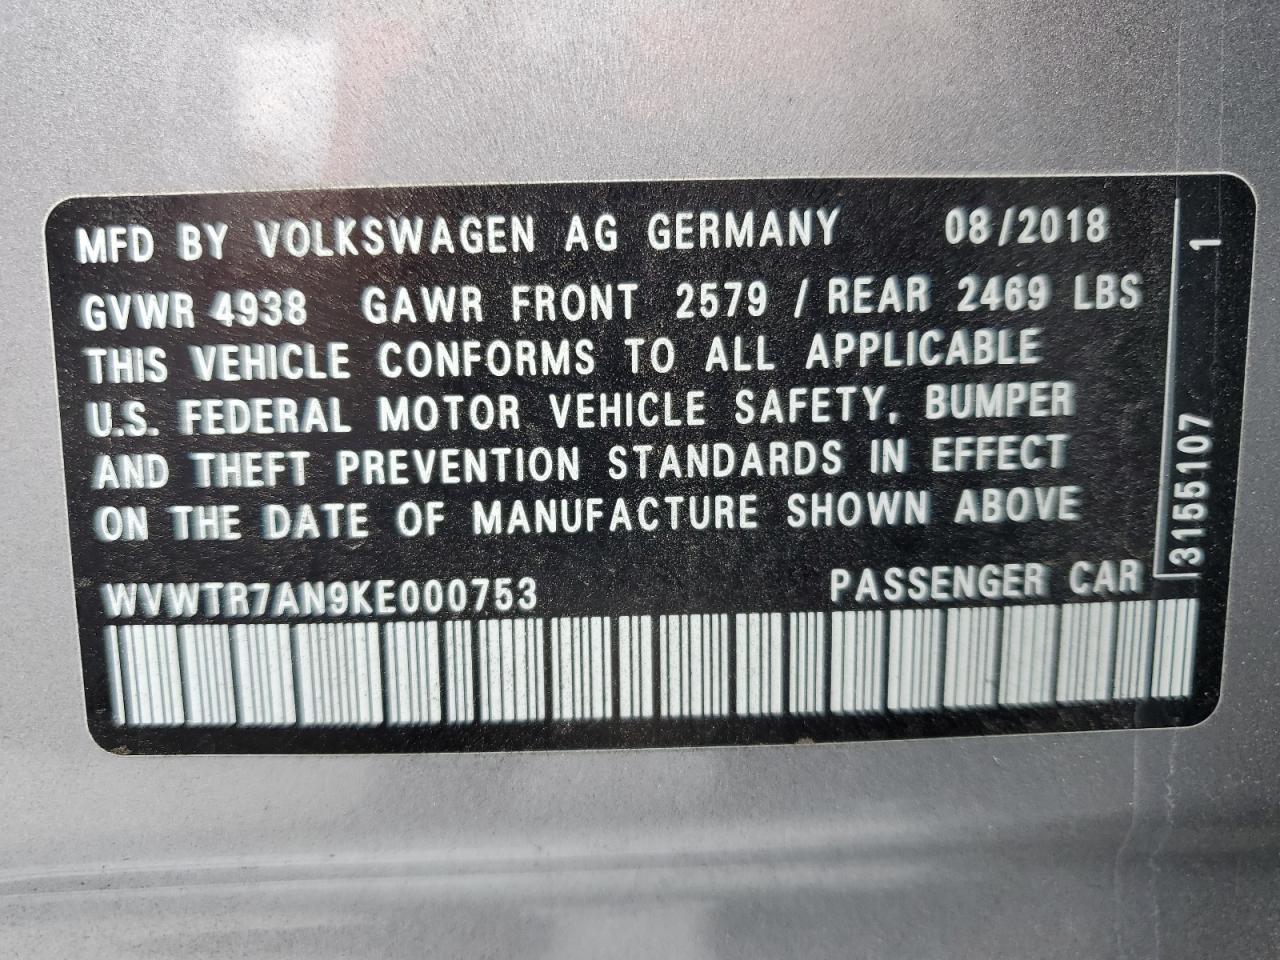 MFD BY VOLKSWAGEN AG GERMANY 08/2018
GVWR 4938 GAWR FRONT 2579 / REAR 2469 LBS
THIS VEHICLE CONFORMS TO ALL APPLICABLE
U.S. FEDERAL MOTOR VEHICLE SAFETY, BUMPER
AND THEFT PREVENTION STANDARDS IN EFFECT
ON THE DATE OF MANUFACTURE SHOWN ABOVE
WVWTR7AN9KE000753 PASSENGER CAR
3155107 1